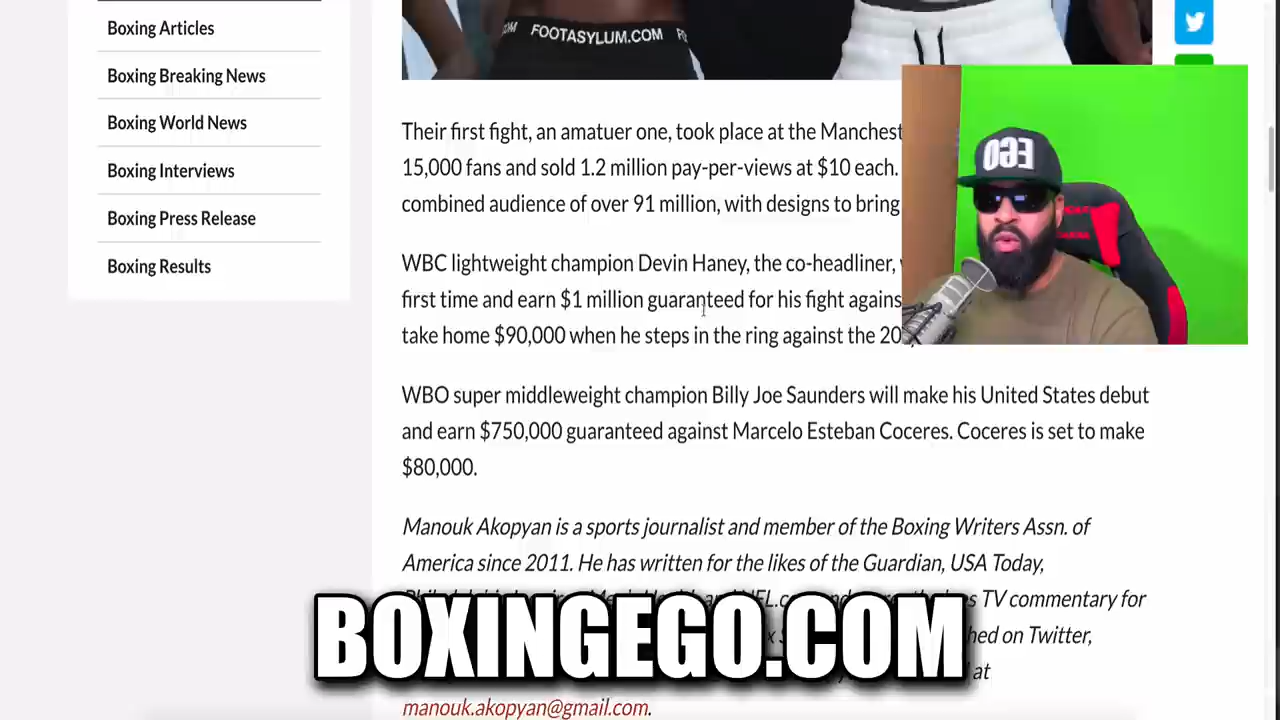 Boxing Articles
Boxing Breaking News
Boxing World News
Boxing Interviews
Boxing Press Release
Boxing Results
FOOTASYLUM.COM
EGO
Their first fight, an amatuer one, took place at the
15,000 fans and sold 1.2 million pay-per-views at $10 each.
combined audience of over 91 million, with designs to bring
WBC lightweight champion Devin Haney, the co-headliner,
first time and earn $1 million guaranteed for his fight
take home $90,000 when he steps in the ring against the
WBO super middleweight champion Billy Joe Saunders will make his United States debut
and earn $750,000 guaranteed against Marcelo Esteban Coceres. Coceres is set to make
$80,000.
Manouk Akopyan is a sports journalist and member of the Boxing Writers Assn. of
America since 2011. He has written for the likes of the Guardian, USA Today,
TV commentary for
on Twitter,
at
manouk.akopyan@gmail.com.
BOXINGEGO.COM